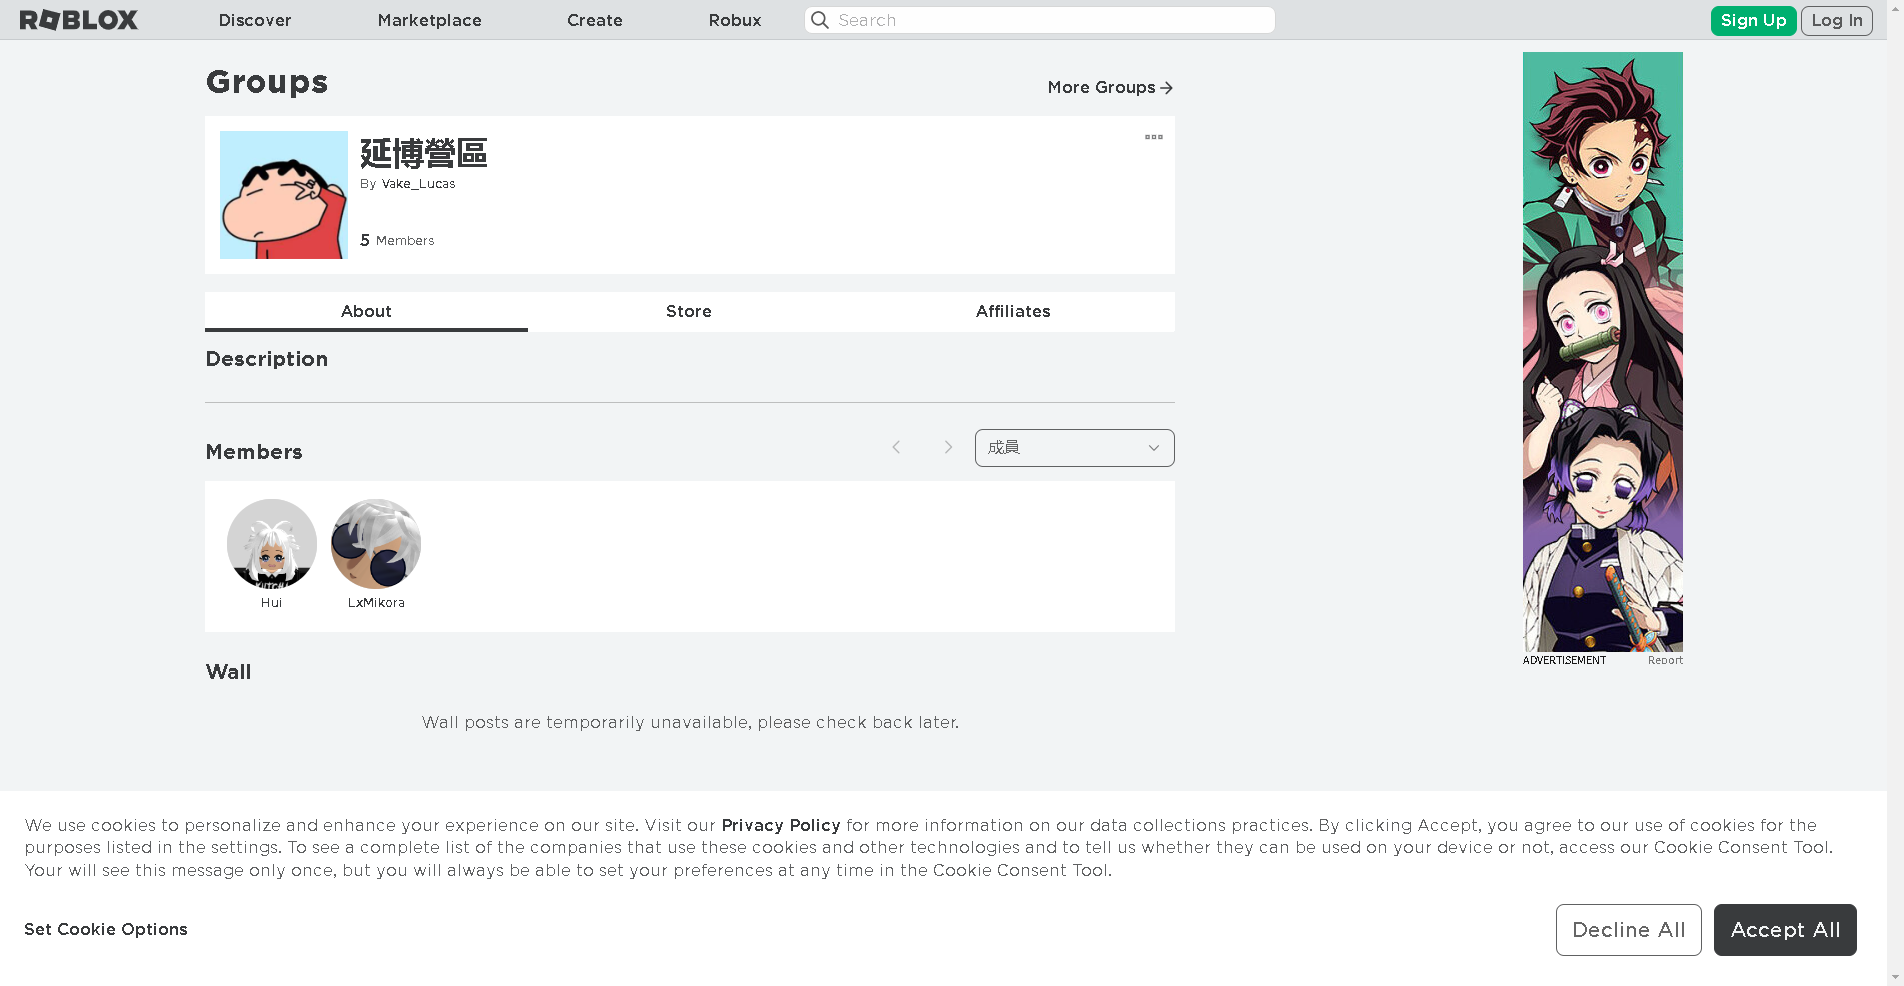 ROBLOX
Discover
Marketplace
Create
Robux
Search
Sign Up
Log In
Groups
More Groups
延博營區
By Vake_Lucas
5 Members
About
Store
Affiliates
Description
Members
成員
Hui
LxMikora
Wall
Wall posts are temporarily unavailable, please check back later.
ADVERTISEMENT
Report
We use cookies to personalize and enhance your experience on our site. Visit our Privacy Policy for more information on our data collections practices. By clicking Accept, you agree to our use of cookies for the
purposes listed in the settings. To see a complete list of the companies that use these cookies and other technologies and to tell us whether they can be used on your device or not, access our Cookie Consent Tool.
Your will see this message only once, but you will always be able to set your preferences at any time in the Cookie Consent Tool.
Set Cookie Options
Decline All
Accept All